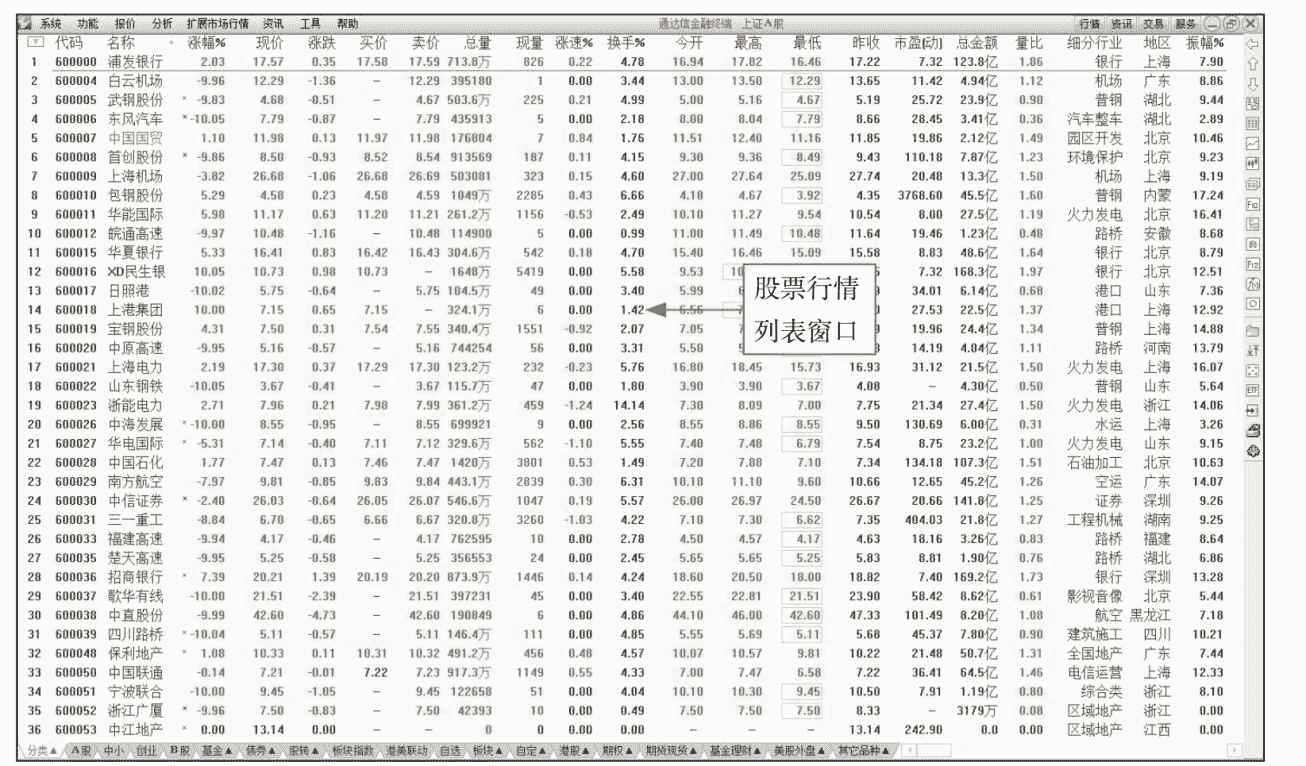 系统 功能 报价 分析 扩展市场行情 资讯 工具 帮助 通达信金融终端 上证A股 行情 资讯 交易 服务
代码 名称 涨幅% 现价 涨跌 买价 卖价 总量 现量 涨速% 换手% 今开 最高 最低 昨收 市盈(动) 总金额 量比 细分行业 地区 振幅%
1 600000 浦发银行 2.03 17.57 0.35 17.58 17.59 713.8万 826 0.22 4.78 16.94 17.82 16.46 17.22 7.32 123.8亿 1.86 银行 上海 7.90
2 600004 白云机场 -9.96 12.29 -1.36 – 12.29 395180 1 0.00 3.44 13.00 13.50 12.29 13.65 11.42 4.94亿 1.12 机场 广东 8.86
3 600005 武钢股份 * -9.83 4.68 -0.51 – 4.67 503.6万 225 0.21 4.99 5.00 5.16 4.67 5.19 25.72 23.9亿 0.90 普钢 湖北 9.44
4 600006 东风汽车 * -10.05 7.79 -0.87 – 7.79 435913 5 0.00 2.18 8.00 8.04 7.79 8.66 28.45 3.41亿 0.36 汽车整车 湖北 2.89
5 600007 中国国贸 1.10 11.98 0.13 11.97 11.98 176804 7 0.84 1.76 11.51 12.40 11.16 11.85 19.86 2.12亿 1.49 园区开发 北京 10.46
6 600008 首创股份 * -9.86 8.50 -0.93 8.52 8.54 913569 187 0.11 4.15 9.30 9.36 8.49 9.43 110.18 7.87亿 1.23 环境保护 北京 9.23
7 600009 上海机场 -3.82 26.68 -1.06 26.68 26.69 503081 323 0.15 4.60 27.00 27.64 25.09 27.74 20.48 13.3亿 1.50 机场 上海 9.19
8 600010 包钢股份 5.29 4.58 0.23 4.58 4.59 1049万 2285 0.43 6.66 4.18 4.67 3.92 4.35 3768.60 45.5亿 1.60 普钢 内蒙 17.24
9 600011 华能国际 5.98 11.17 0.63 11.20 11.21 261.2万 1156 -0.53 2.49 10.10 11.27 9.54 10.54 8.00 27.5亿 1.19 火力发电 北京 16.41
10 600012 皖通高速 -9.97 10.48 -1.16 – 10.48 114900 5 0.00 0.99 11.00 11.49 10.48 11.64 19.46 1.23亿 0.48 路桥 安徽 8.68
11 600015 华夏银行 5.33 16.41 0.83 16.42 16.43 304.6万 542 0.18 4.70 15.40 16.46 15.09 15.58 8.83 48.6亿 1.64 银行 北京 8.79
12 600016 XD民生银 10.05 10.73 0.98 10.73 – 1640万 5419 0.00 5.58 9.53 7.32 168.3亿 1.97 银行 北京 12.51
13 600017 日照港 -10.02 5.75 -0.64 – 5.75 104.5万 49 0.00 3.40 5.99 34.01 6.14亿 0.68 港口 山东 7.36
14 600018 上港集团 10.00 7.15 0.65 7.15 – 324.1万 6 0.00 1.42 6.56 27.53 22.5亿 1.37 港口 上海 12.92
股票行情
列表窗口
15 600019 宝钢股份 4.31 7.50 0.31 7.54 7.55 340.4万 1551 -0.92 2.07 7.05 19.96 24.4亿 1.34 普钢 上海 14.88
16 600020 中原高速 -9.95 5.16 -0.57 – 5.16 744254 56 0.00 3.31 5.50 14.19 4.04亿 1.11 路桥 河南 13.79
17 600021 上海电力 2.19 17.30 0.37 17.29 17.30 123.2万 232 -0.23 5.76 16.80 18.45 15.73 16.93 31.12 21.5亿 1.50 火力发电 上海 16.07
18 600022 山东钢铁 -10.05 3.67 -0.41 – 3.67 115.7万 47 0.00 1.80 3.90 3.90 3.67 4.08 – 4.30亿 0.50 普钢 山东 5.64
19 600023 浙能电力 2.71 7.96 0.21 7.98 7.99 361.2万 459 -1.24 14.14 7.30 8.09 7.00 7.75 21.34 27.4亿 1.50 火力发电 浙江 14.06
20 600026 中海发展 * -10.00 8.55 -0.95 – 8.55 699921 9 0.00 2.56 8.55 8.86 8.55 9.50 130.69 6.00亿 0.31 水运 上海 3.26
21 600027 华电国际 * -5.31 7.14 -0.40 7.11 7.12 329.6万 562 -1.10 5.55 7.40 7.48 6.79 7.54 8.75 23.2亿 1.00 火力发电 山东 9.15
22 600028 中国石化 1.77 7.47 0.13 7.46 7.47 1420万 3801 0.53 1.49 7.20 7.88 7.10 7.34 134.18 107.3亿 1.51 石油加工 北京 10.63
23 600029 南方航空 -7.97 9.81 -0.85 9.83 9.84 443.1万 2839 0.30 6.31 10.10 11.10 9.60 10.66 12.65 45.2亿 1.26 空运 广东 14.07
24 600030 中信证券 * -2.40 26.03 -0.64 26.05 26.07 546.6万 1047 0.19 5.57 26.00 26.97 24.50 26.67 20.66 141.8亿 1.25 证券 深圳 9.26
25 600031 三一重工 -8.84 6.70 -0.65 6.66 6.67 320.8万 3260 -1.03 4.22 7.10 7.30 6.62 7.35 404.03 21.8亿 1.27 工程机械 湖南 9.25
26 600033 福建高速 -9.94 4.17 -0.46 – 4.17 762595 10 0.00 2.78 4.50 4.57 4.17 4.63 18.16 3.26亿 0.83 路桥 福建 8.64
27 600035 楚天高速 -9.95 5.25 -0.58 – 5.25 356553 24 0.00 2.45 5.65 5.65 5.25 5.83 8.81 1.90亿 0.76 路桥 湖北 6.86
28 600036 招商银行 * 7.39 20.21 1.39 20.19 20.20 873.9万 1446 0.14 4.24 18.60 20.50 18.00 18.82 7.40 169.2亿 1.73 银行 深圳 13.28
29 600037 歌华有线 -10.00 21.51 -2.39 – 21.51 397231 45 0.00 3.40 22.55 22.81 21.51 23.90 58.42 8.62亿 0.61 影视音像 北京 5.44
30 600038 中直股份 -9.99 42.60 -4.73 – 42.60 190849 6 0.00 4.86 44.10 46.00 42.60 47.33 101.49 8.20亿 1.08 航空 黑龙江 7.18
31 600039 四川路桥 * -10.04 5.11 -0.57 – 5.11 146.4万 111 0.00 4.85 5.55 5.69 5.11 5.68 45.37 7.80亿 0.90 建筑施工 四川 10.21
32 600048 保利地产 * 1.08 10.33 0.11 10.31 10.32 491.2万 456 0.48 4.57 10.07 10.57 9.81 10.22 21.48 50.7亿 1.31 全国地产 广东 7.44
33 600050 中国联通 -0.14 7.21 -0.01 7.22 7.23 917.3万 1149 0.55 4.33 7.00 7.47 6.58 7.22 36.41 64.5亿 1.46 电信运营 上海 12.33
34 600051 宁波联合 -10.00 9.45 -1.05 – 9.45 122658 51 0.00 4.04 10.10 10.30 9.45 10.50 7.91 1.19亿 0.80 综合类 浙江 8.10
35 600052 浙江广厦 * -9.96 7.50 -0.83 – 7.50 42393 10 0.00 0.49 7.50 7.50 7.50 8.33 – 3179万 0.08 区域地产 浙江 0.00
36 600053 中江地产 * 0.00 13.14 0.00 – – 0 0 0.00 0.00 – – – 13.14 242.90 0.0 0.00 区域地产 江西 0.00
分类▲ A股 中小 创业 B股 基金▲ 债券▲ 股转▲ 板块指数 港美联动 自选 板块▲ 自定▲ 港股▲ 期权▲ 期货现货▲ 基金理财▲ 美股外盘▲ 其它品种▲